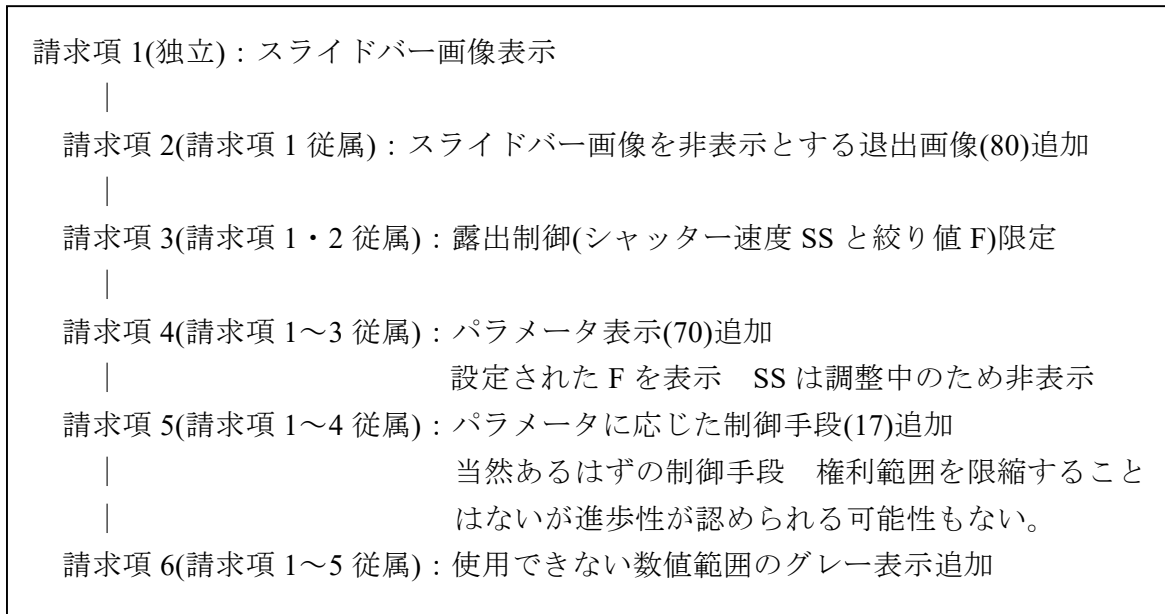 請求項 1(独立)：スライドバー画像表示
｜
請求項 2(請求項 1 従属)：スライドバー画像を非表示とする退出画像(80)追加
｜
請求項 3(請求項 1・2 従属)：露出制御(シャッター速度 SS と絞り値 F)限定
｜
請求項 4(請求項 1～3 従属)：パラメータ表示(70)追加
｜ 設定された F を表示　SS は調整中のため非表示
請求項 5(請求項 1～4 従属)：パラメータに応じた制御手段(17)追加
｜ 当然あるはずの制御手段　権利範囲を限縮すること
｜ はないが進歩性が認められる可能性もない。
請求項 6(請求項 1～5 従属)：使用できない数値範囲のグレー表示追加